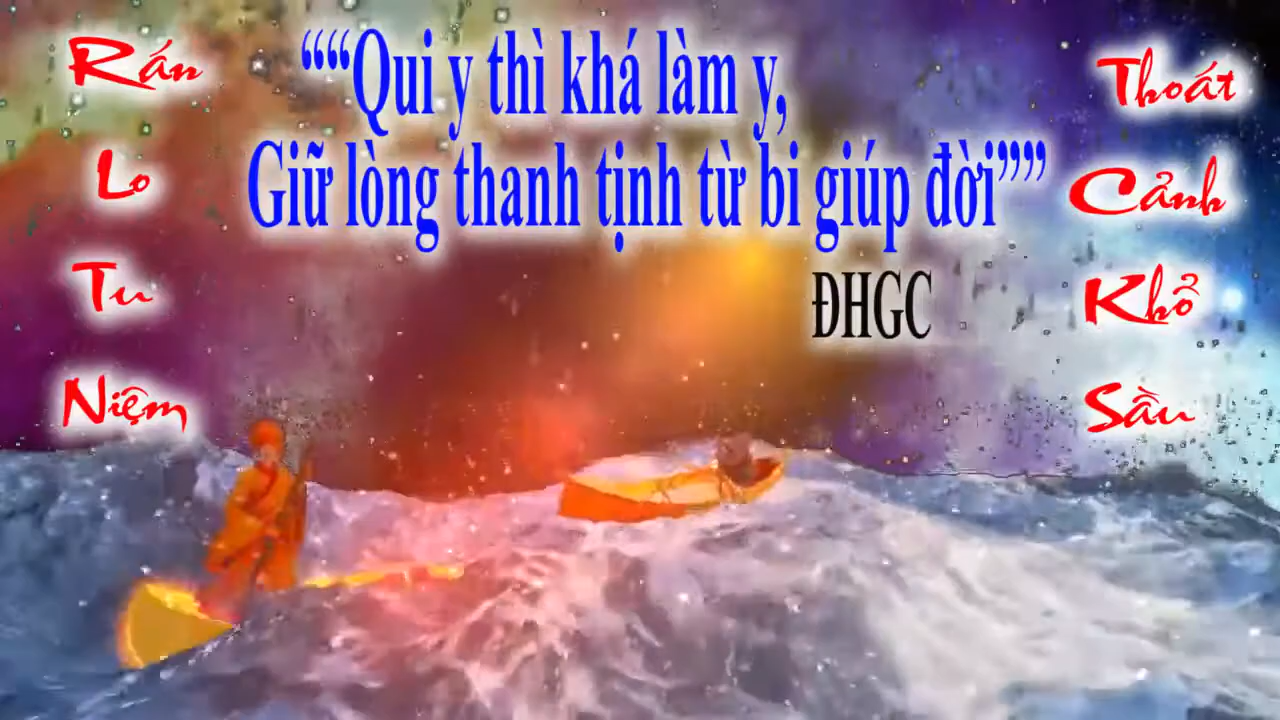 Rán
Lo
Tu
Niệm
““Qui y thì khá làm y,
Giữ lòng thanh tịnh từ bi giúp đời””
ĐHGC
Thoát
Cảnh
Khổ
Sầu